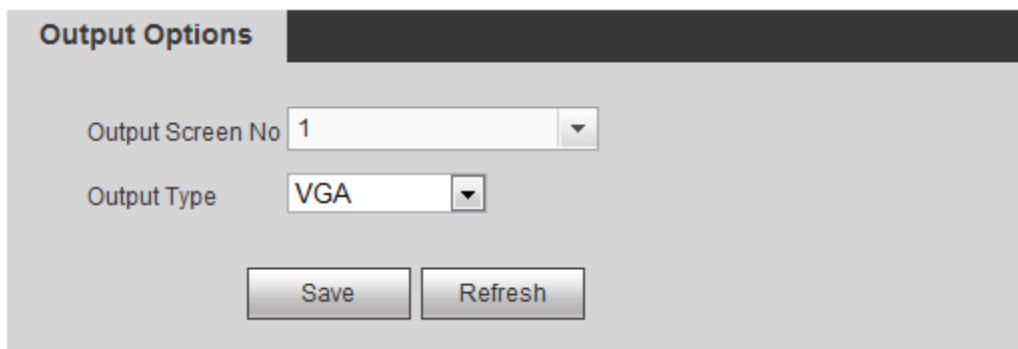 Output Options
Output Screen No 1
Output Type VGA
Save Refresh